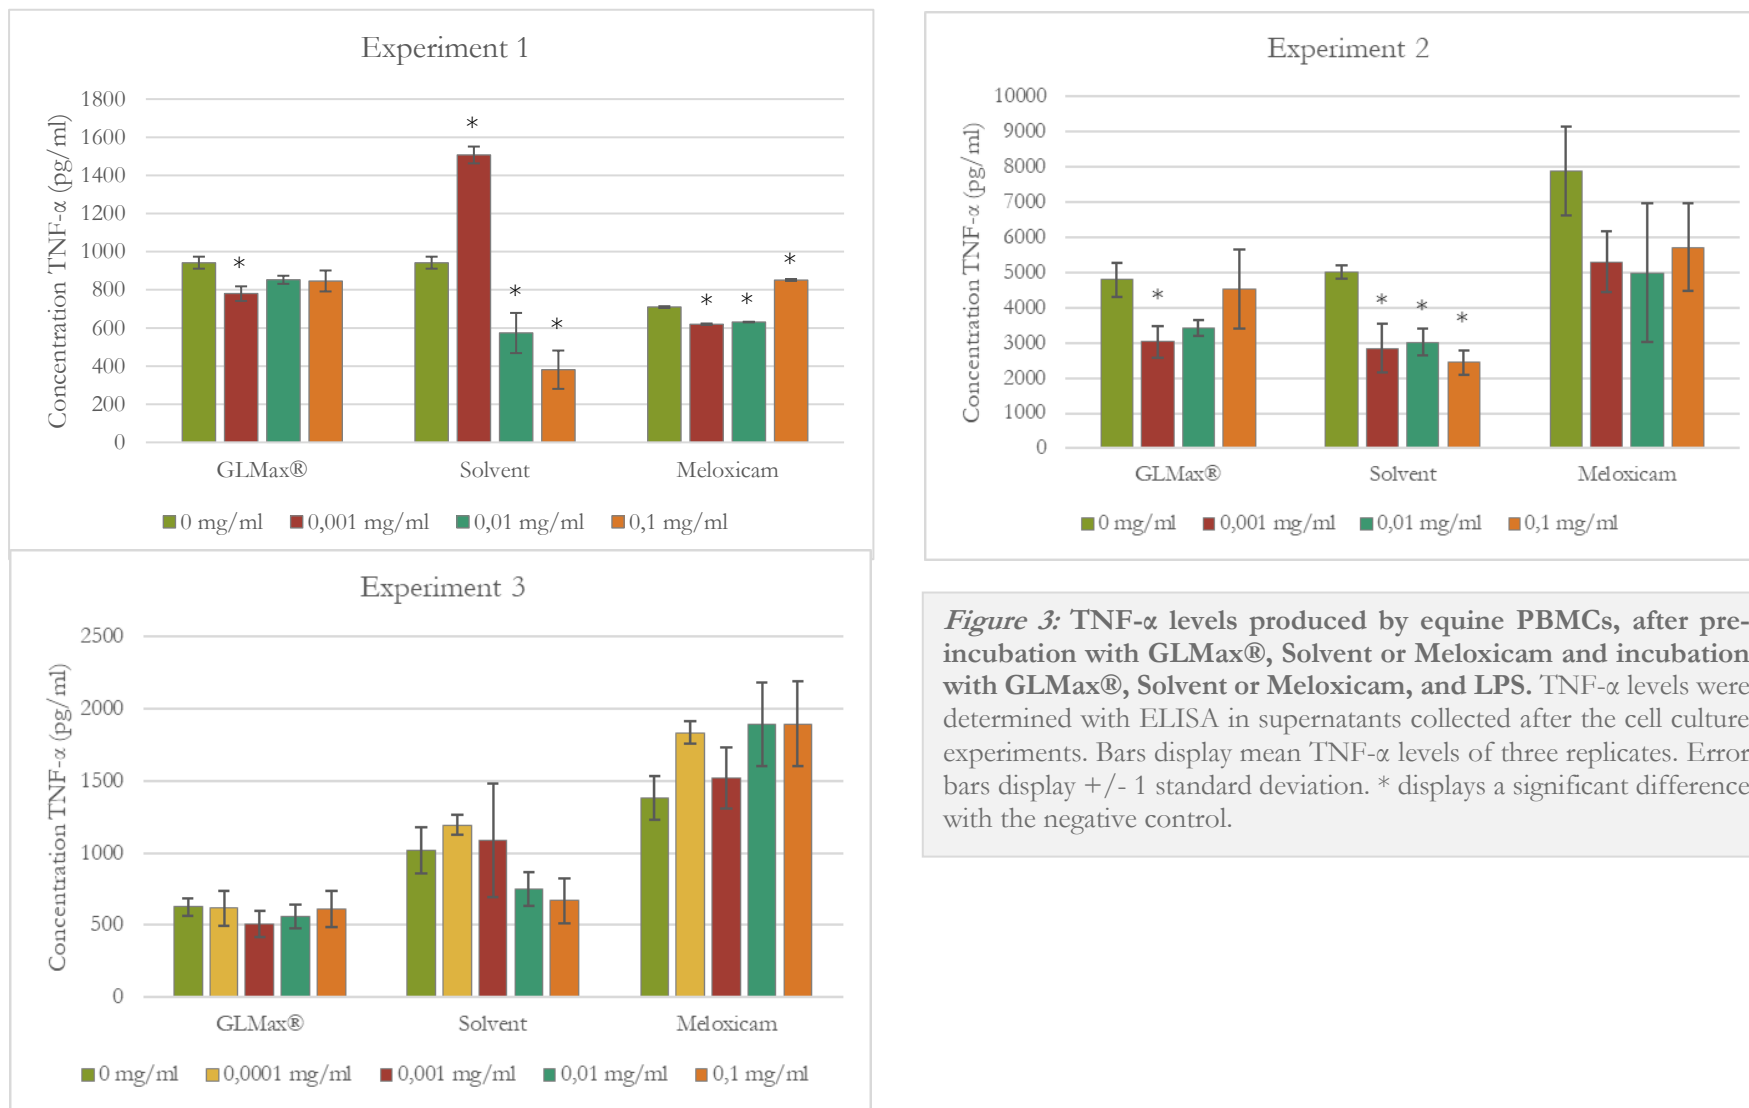 Experiment 1
Concentration TNF-α (pg/ml)
1800
1600
1400
1200
1000
800
600
400
200
0
*
*
*
*
*
*
*
GLMax® Solvent Meloxicam
0 mg/ml 0,001 mg/ml 0,01 mg/ml 0,1 mg/ml
Experiment 2
Concentration TNF-α (pg/ml)
10000
9000
8000
7000
6000
5000
4000
3000
2000
1000
0
*
*
*
*
GLMax® Solvent Meloxicam
0 mg/ml 0,001 mg/ml 0,01 mg/ml 0,1 mg/ml
Experiment 3
Concentration TNF-α (pg/ml)
2500
2000
1500
1000
500
0
GLMax® Solvent Meloxicam
0 mg/ml 0,0001 mg/ml 0,001 mg/ml 0,01 mg/ml 0,1 mg/ml
Figure 3: TNF-α levels produced by equine PBMCs, after pre-
incubation with GLMax®, Solvent or Meloxicam and incubation
with GLMax®, Solvent or Meloxicam, and LPS. TNF-α levels were
determined with ELISA in supernatants collected after the cell culture
experiments. Bars display mean TNF-α levels of three replicates. Error
bars display +/- 1 standard deviation. * displays a significant difference
with the negative control.